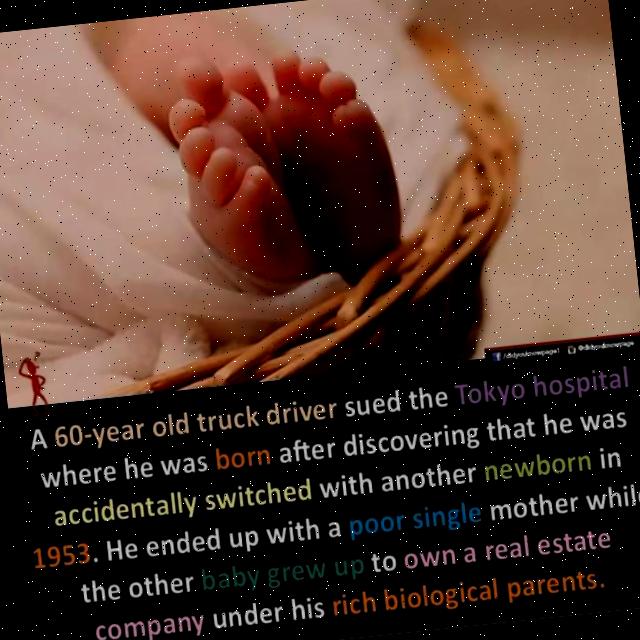 A 60-year old truck driver sued the Tokyo hospital
where he was born after discovering that he was
accidentally switched with another newborn in
1953. He ended up with a poor single mother whil
the other baby grew up to own a real estate
company under his rich biological parents.